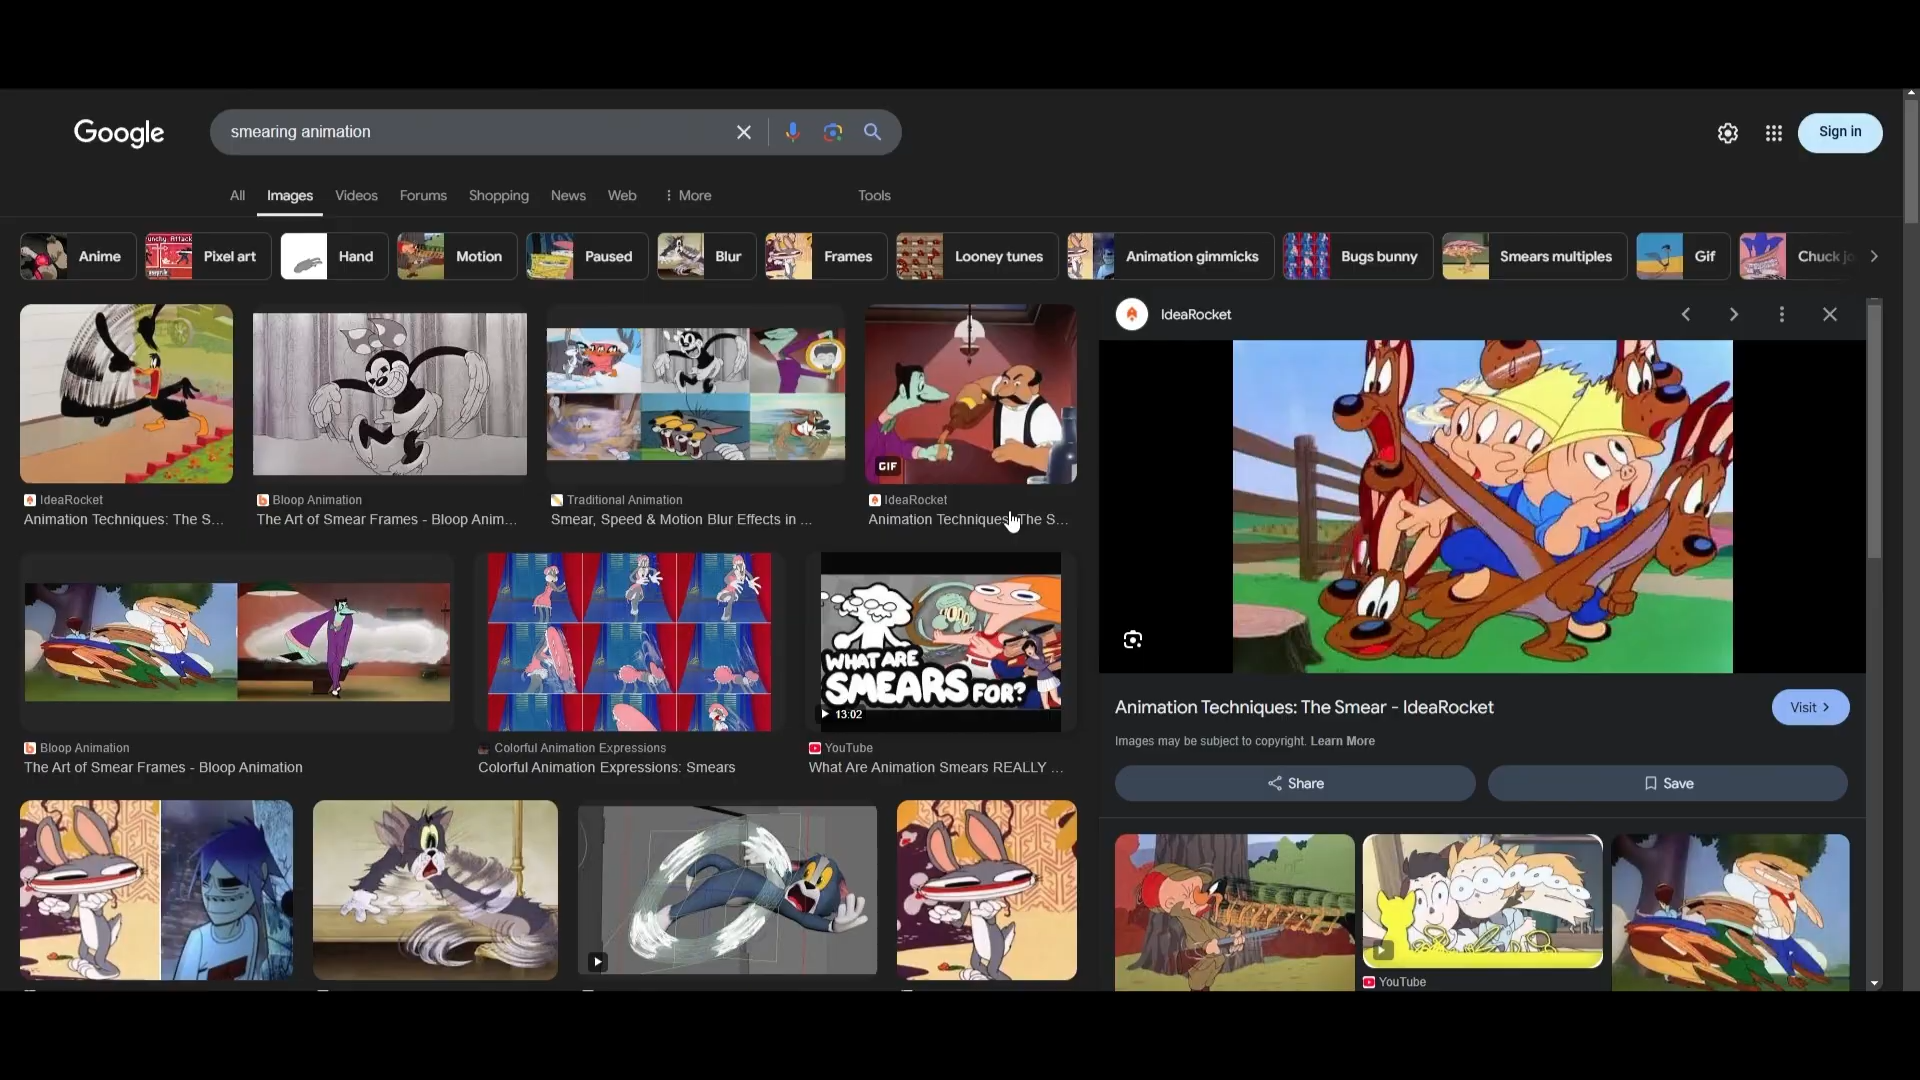 Google
smearing animation
Sign in
All
Images
Videos
Forums
Shopping
News
Web
More
Tools
Anime
Pixel art
Hand
Motion
Paused
Blur
Frames
Looney tunes
Animation gimmicks
Bugs bunny
Smears multiples
Gif
Chuck jo
IdeaRocket
GIF
IdeaRocket
Animation Techniques: The S...
Bloop Animation
The Art of Smear Frames - Bloop Anim...
Traditional Animation
Smear, Speed & Motion Blur Effects in ...
IdeaRocket
Animation Techniques: The S...
WHAT ARE
SMEARS FOR?
13:02
Bloop Animation
The Art of Smear Frames - Bloop Animation
Colorful Animation Expressions
Colorful Animation Expressions: Smears
YouTube
What Are Animation Smears REALLY ...
Animation Techniques: The Smear - IdeaRocket
Visit
Images may be subject to copyright. Learn More
Share
Save
YouTube